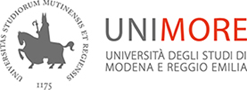 UNIVERSITAS STUDIORUM MUTINENSIS ET REGIENSIS
1175
UNIMORE
UNIVERSITÀ DEGLI STUDI DI
MODENA E REGGIO EMILIA